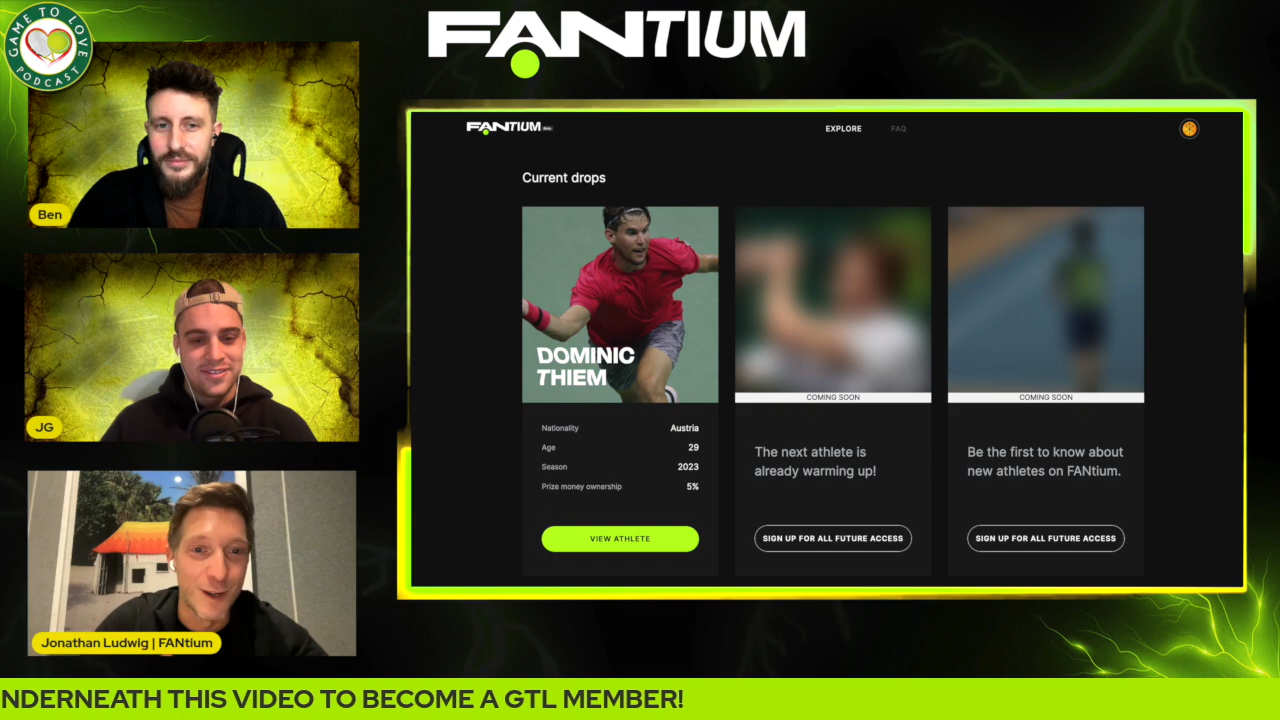 GAME TO LOVE
PODCAST
FANTIUM
Ben
JG
Jonathan Ludwig | FANtium
FANTIUM Beta
EXPLORE
FAQ
Current drops
DOMINIC
THIEM
Nationality Austria
Age 29
Season 2023
Prize money ownership 5%
VIEW ATHLETE
COMING SOON
The next athlete is
already warming up!
SIGN UP FOR ALL FUTURE ACCESS
COMING SOON
Be the first to know about
new athletes on FANtium.
SIGN UP FOR ALL FUTURE ACCESS
NDERNEATH THIS VIDEO TO BECOME A GTL MEMBER!